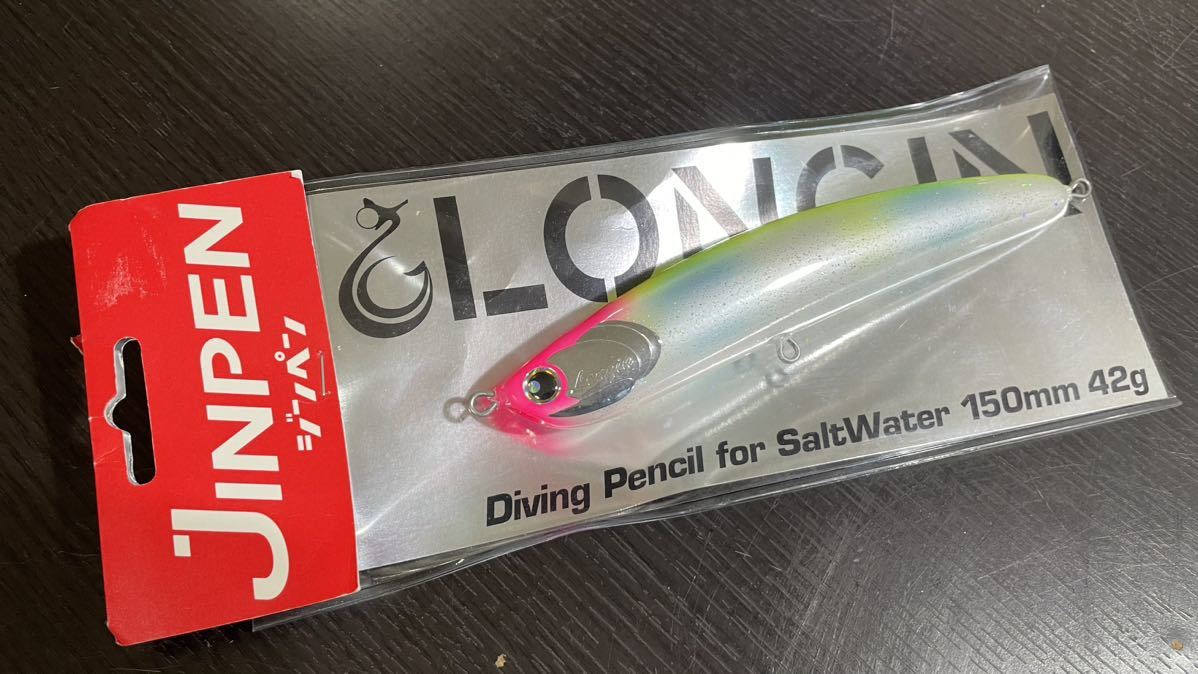 JINPEN
ジンペン
LONGIN
Longin
Diving Pencil for SaltWater 150mm 42g